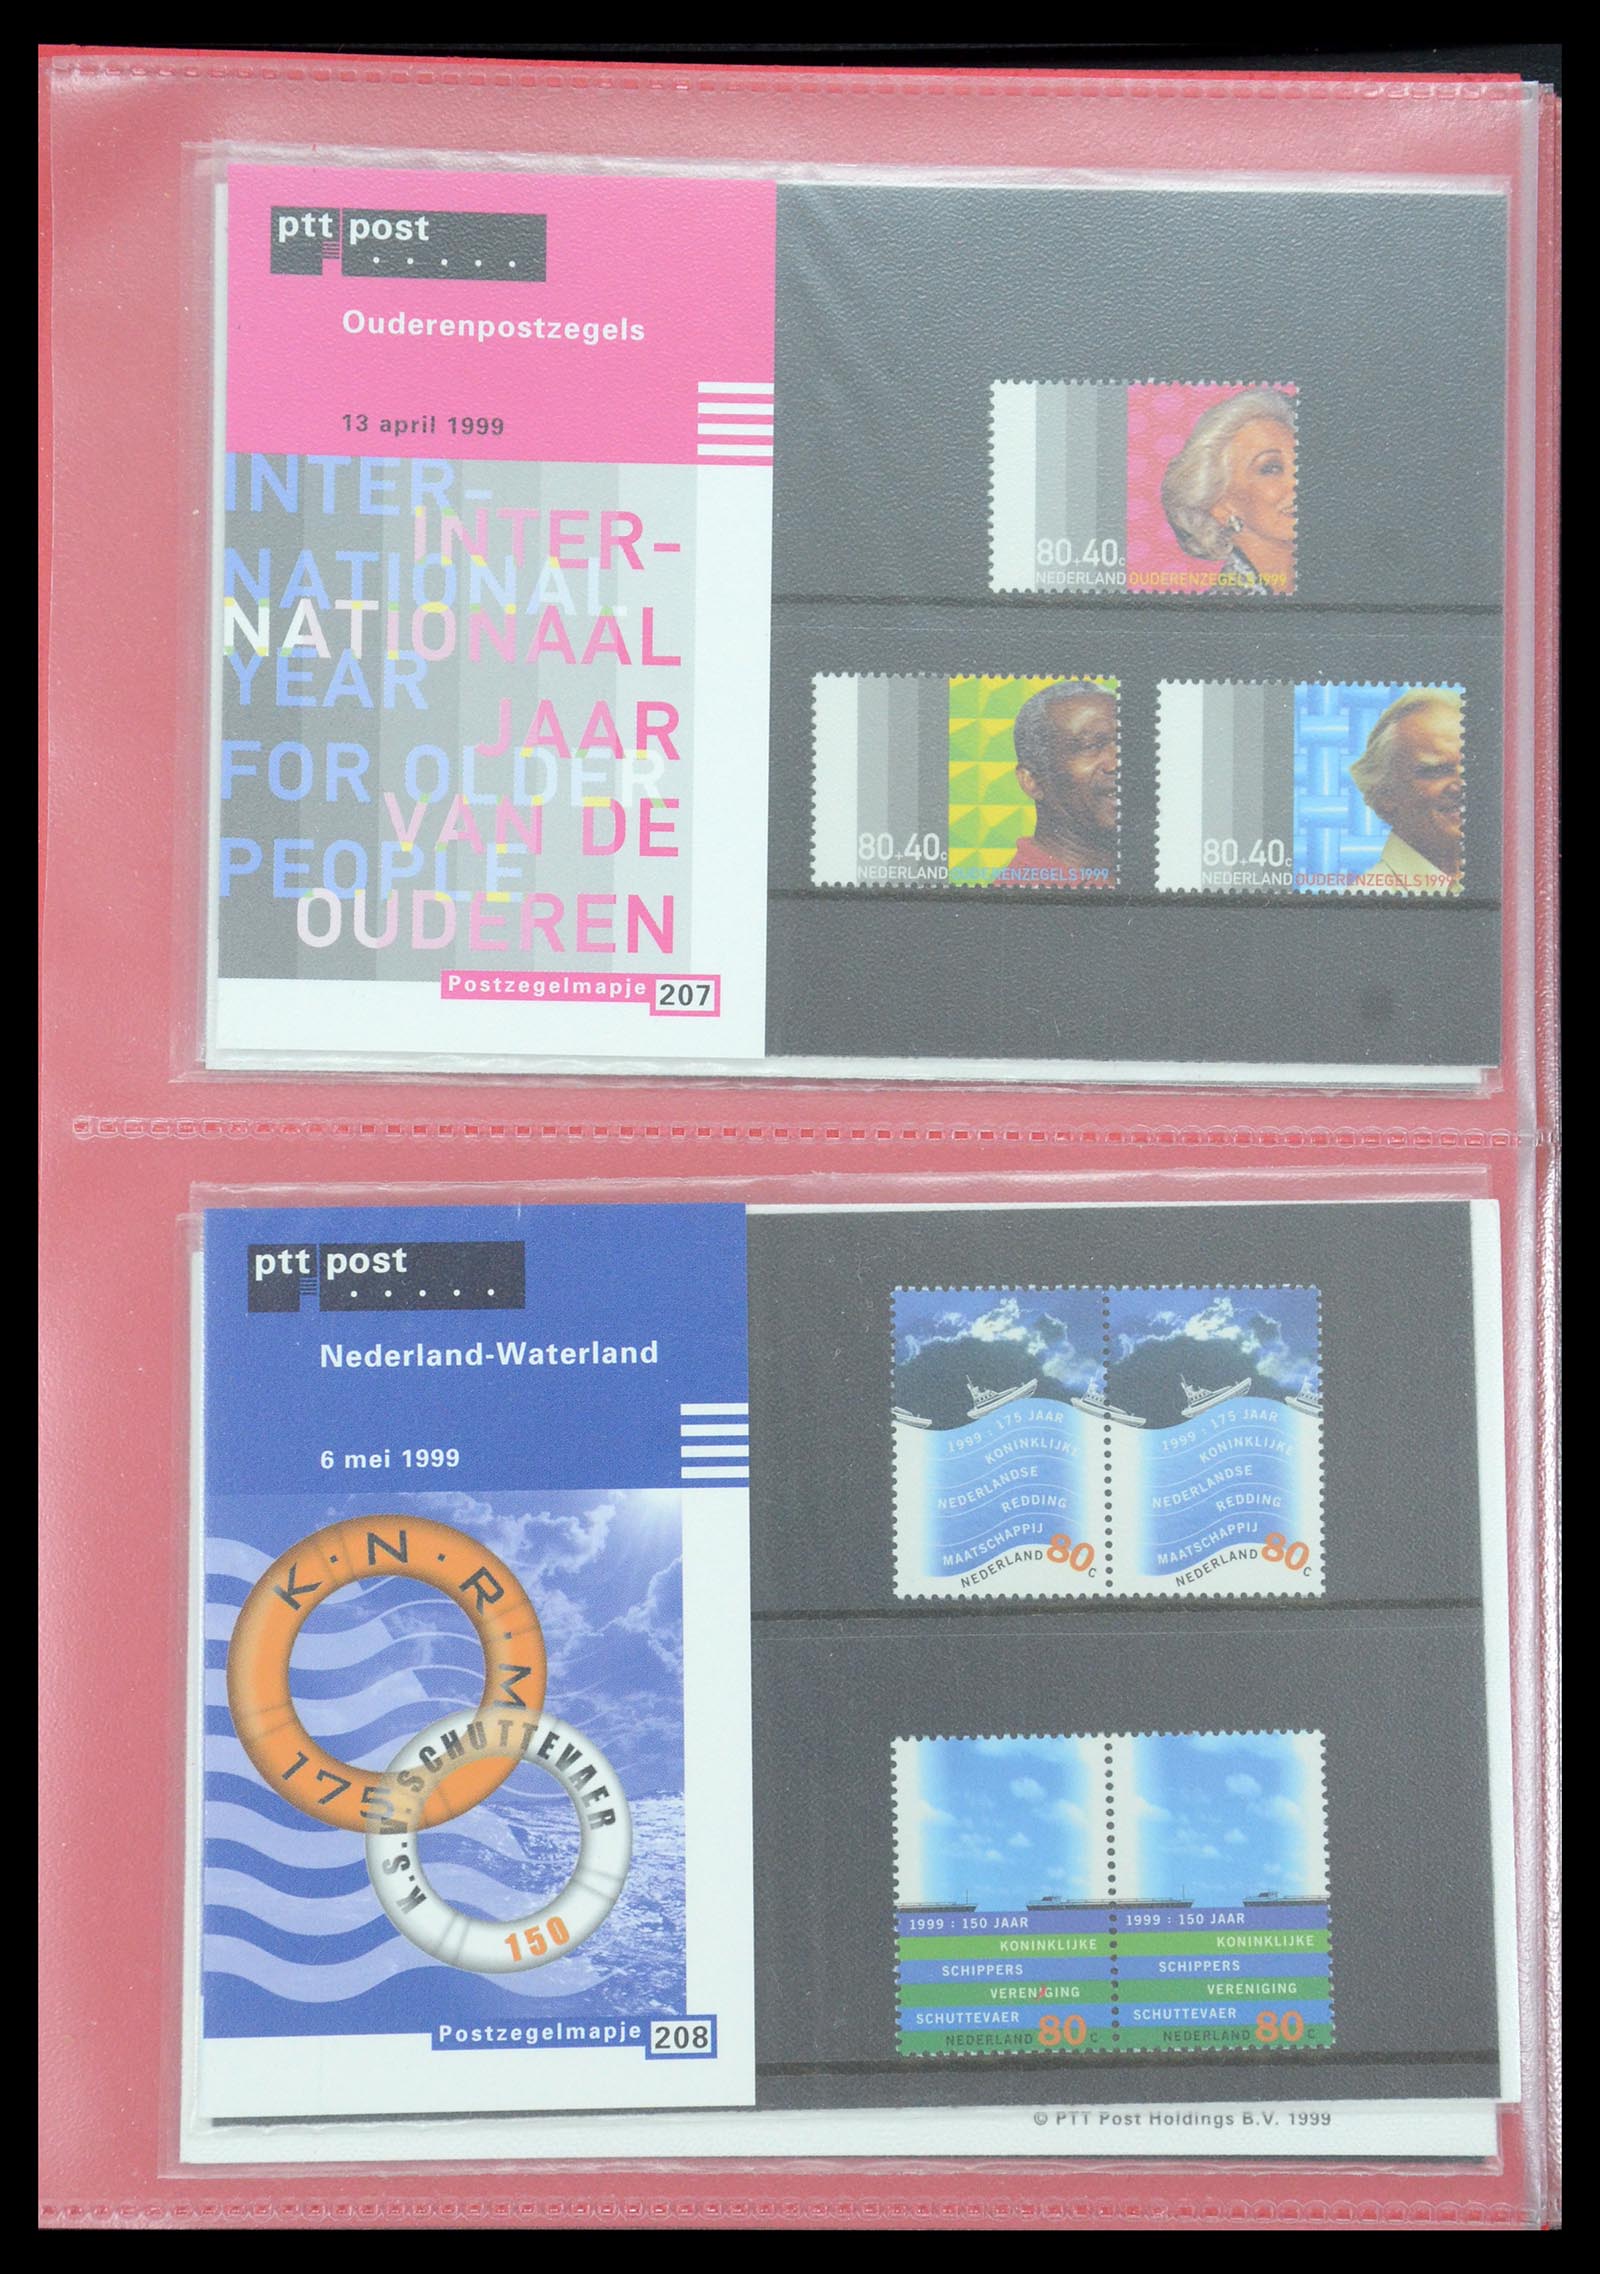 ptt post
Ouderenpostzegels
13 april 1999
INTER-
NATIONAL
YEAR
FOR OLDER
PEOPLE
INTER-
NATIONAAL
JAAR
VAN DE
OUDEREN
Postzegelmapje 207
80+40c
NEDERLAND OUDERENZEGELS 1999
80+40c
NEDERLAND OUDERENZEGELS 1999
80+40c
NEDERLAND OUDERENZEGELS 1999
ptt post
Nederland-Waterland
6 mei 1999
K·N·R·M
175
K.S.V. SCHUTTEVAER
150
Postzegelmapje 208
1999 : 175 JAAR
KONINKLIJKE
NEDERLANDSE
REDDING
MAATSCHAPPIJ
NEDERLAND 80c
1999 : 175 JAAR
KONINKLIJKE
NEDERLANDSE
REDDING
MAATSCHAPPIJ
NEDERLAND 80c
1999 : 150 JAAR
KONINKLIJKE
SCHIPPERS
VERENIGING
SCHUTTEVAER
NEDERLAND 80c
1999 : 150 JAAR
KONINKLIJKE
SCHIPPERS
VERENIGING
SCHUTTEVAER
NEDERLAND 80c
© PTT Post Holdings B.V. 1999